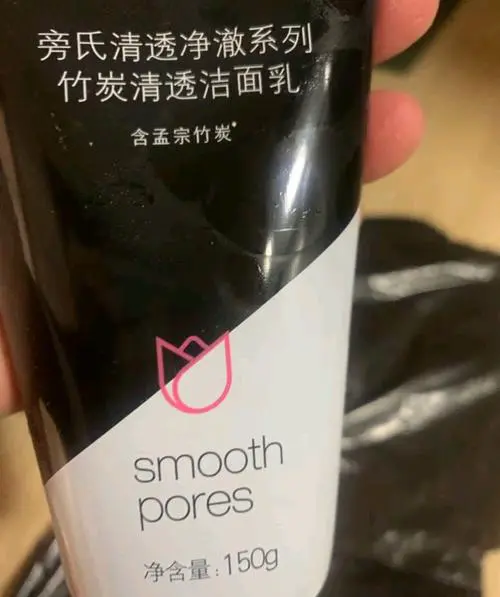 旁氏清透净澈系列
竹炭清透洁面乳
含孟宗竹炭*
smooth
pores
净含量:150g